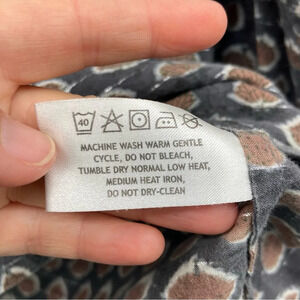 40
MACHINE WASH WARM GENTLE
CYCLE, DO NOT BLEACH,
TUMBLE DRY NORMAL LOW HEAT,
MEDIUM HEAT IRON,
DO NOT DRY-CLEAN